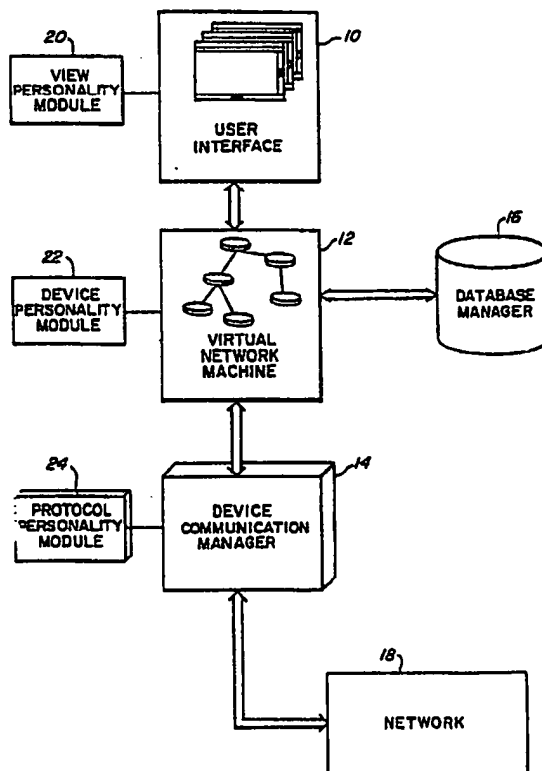 20
10
VIEW
PERSONALITY
MODULE
USER
INTERFACE
22
12
16
DEVICE
PERSONALITY
MODULE
VIRTUAL
NETWORK
MACHINE
DATABASE
MANAGER
24
14
PROTOCOL
PERSONALITY
MODULE
DEVICE
COMMUNICATION
MANAGER
18
NETWORK